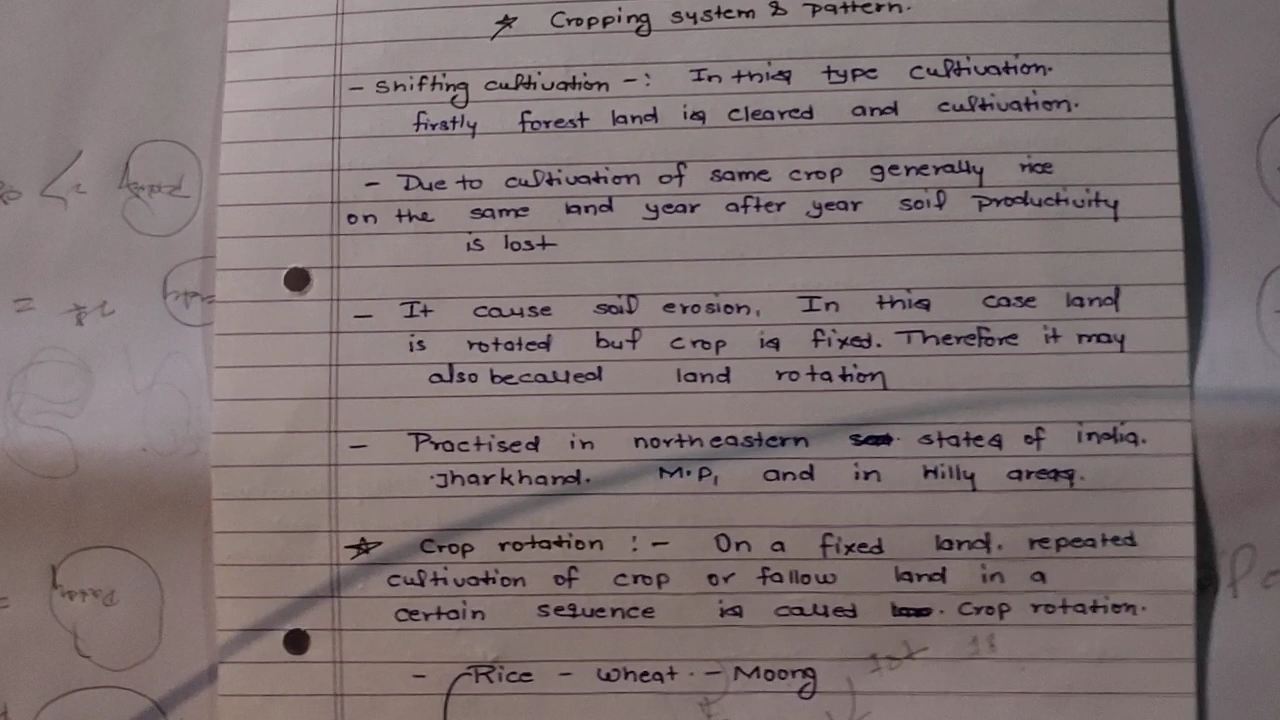 ☆ Cropping system & pattern.
- Shifting cultivation -: In this type cultivation.
firstly forest land is cleared and cultivation.
- Due to cultivation of same crop generally rice
on the same land year after year soil productivity
is lost
- It cause soil erosion, In this case land
is rotated but crop is fixed. Therefore it may
also becalled land rotation
- Practised in northeastern states of india.
Jharkhand. M.P, and in Hilly areas.
☆ Crop rotation :- On a fixed land. repeated
cultivation of crop or fallow land in a
certain sequence is called Crop rotation.
- Rice - wheat - Moong